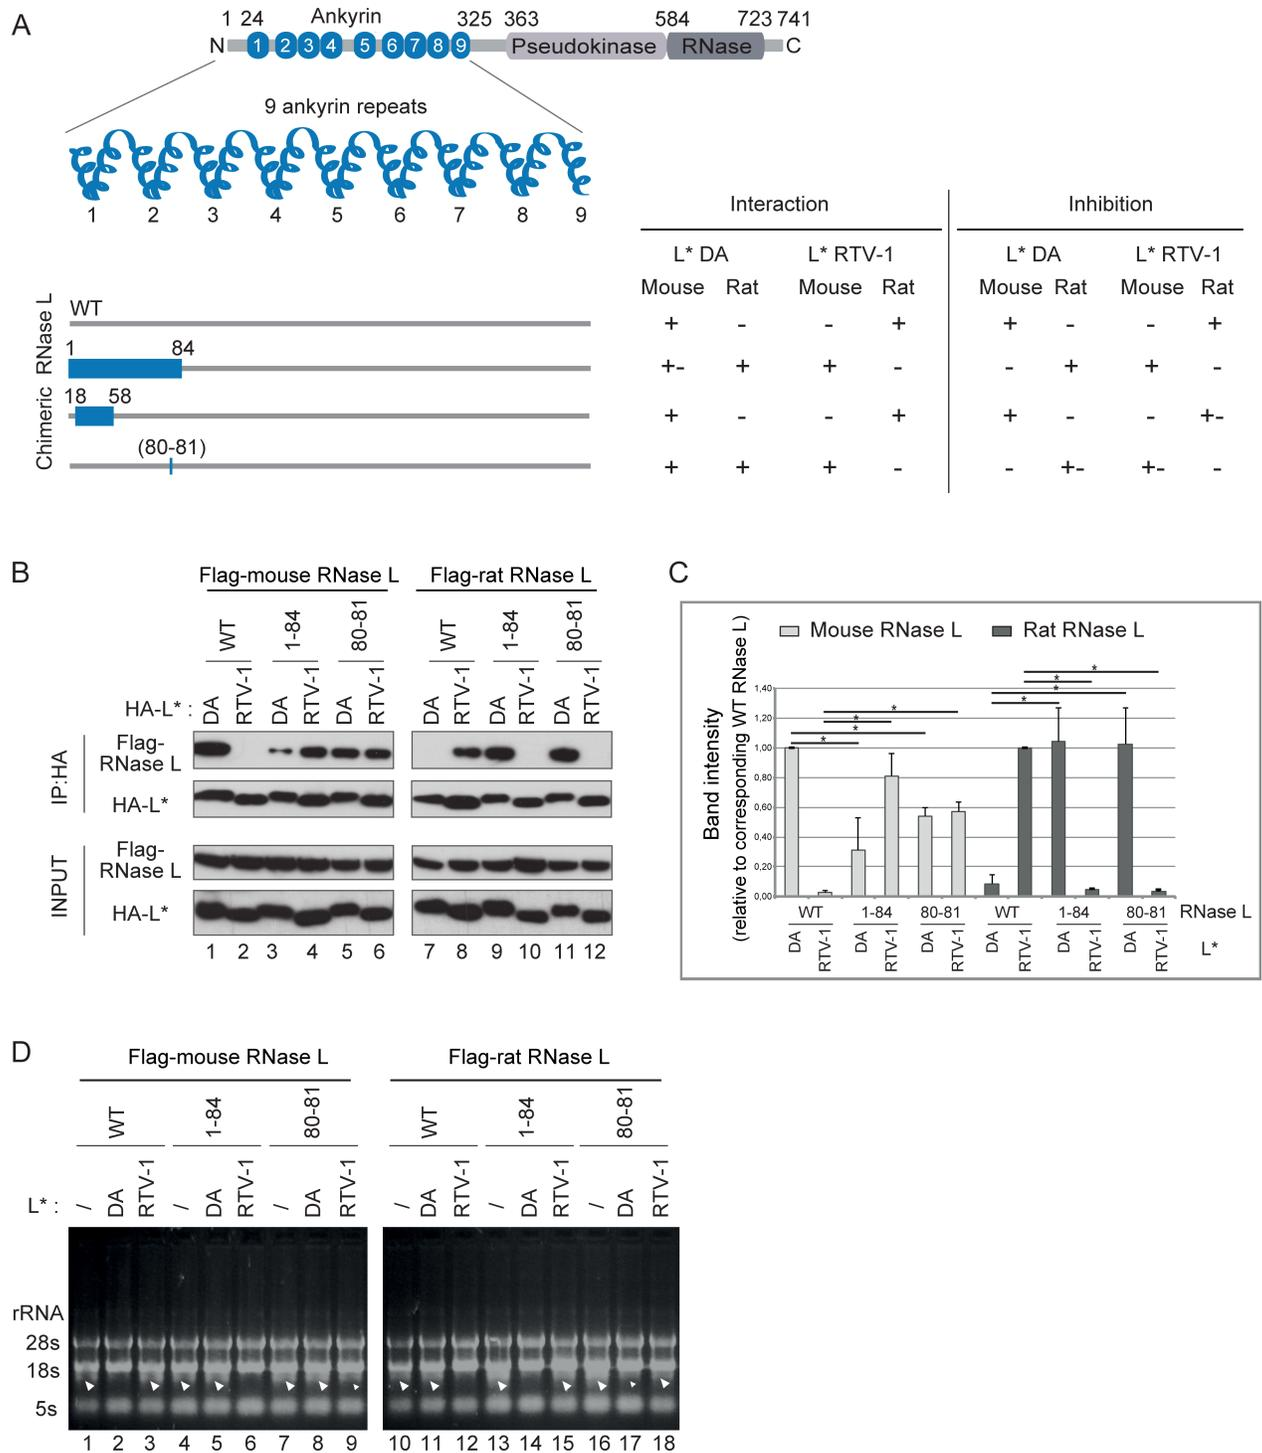 A
1 24 Ankyrin 325 363 584 723 741
N 1 2 3 4 5 6 7 8 9 Pseudokinase RNase C
9 ankyrin repeats
1 2 3 4 5 6 7 8 9
Interaction Inhibition
L* DA L* RTV-1 L* DA L* RTV-1
Mouse Rat Mouse Rat Mouse Rat Mouse Rat
Chimeric RNase L
WT
+ - - + + - - +
1 84
+- + + - - + + -
18 58
+ - - + + - - +-
(80-81)
+ + + - - +- +- -
B
Flag-mouse RNase L Flag-rat RNase L
WT 1-84 80-81 WT 1-84 80-81
HA-L* : DA RTV-1 DA RTV-1 DA RTV-1 DA RTV-1 DA RTV-1 DA RTV-1
IP:HA
Flag-
RNase L
HA-L*
INPUT
Flag-
RNase L
HA-L*
1 2 3 4 5 6 7 8 9 10 11 12
C
Mouse RNase L Rat RNase L
Band intensity
(relative to corresponding WT RNase L)
* * * * * * * *
1,40
1,20
1,00
0,80
0,60
0,40
0,20
0,00
WT 1-84 80-81 WT 1-84 80-81 RNase L
DA RTV-1 DA RTV-1 DA RTV-1 DA RTV-1 DA RTV-1 DA RTV-1 L*
D
Flag-mouse RNase L Flag-rat RNase L
WT 1-84 80-81 WT 1-84 80-81
L* : / DA RTV-1 / DA RTV-1 / DA RTV-1 / DA RTV-1 / DA RTV-1 / DA RTV-1
rRNA
28s
18s
5s
1 2 3 4 5 6 7 8 9 10 11 12 13 14 15 16 17 18